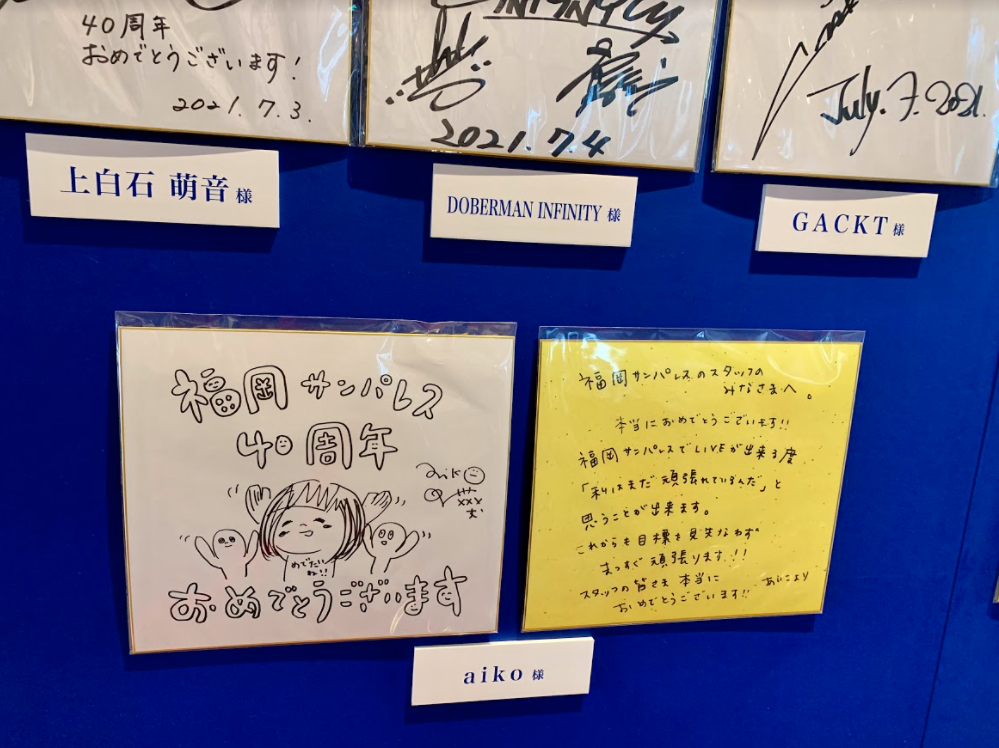 40周年
おめでとうございます!
2021.7.3.
2021.7.4
July.7.2021.
上白石 萌音 様
DOBERMAN INFINITY 様
GACKT 様
福岡サンパレス
40周年
aiko
めでたい
ね!!
おめでとうございます
福岡サンパレスのスタッフの
みなさまへ。
本当におめでとうございます!!
福岡サンパレスでLIVEが出来る度
「私はまだ頑張れているんだ」と
思うことが出来ます。
これからも目標を見失なわず
まっすぐ頑張ります!!
スタッフの皆さま 本当に
おめでとうございます!!
あいこより
aiko 様